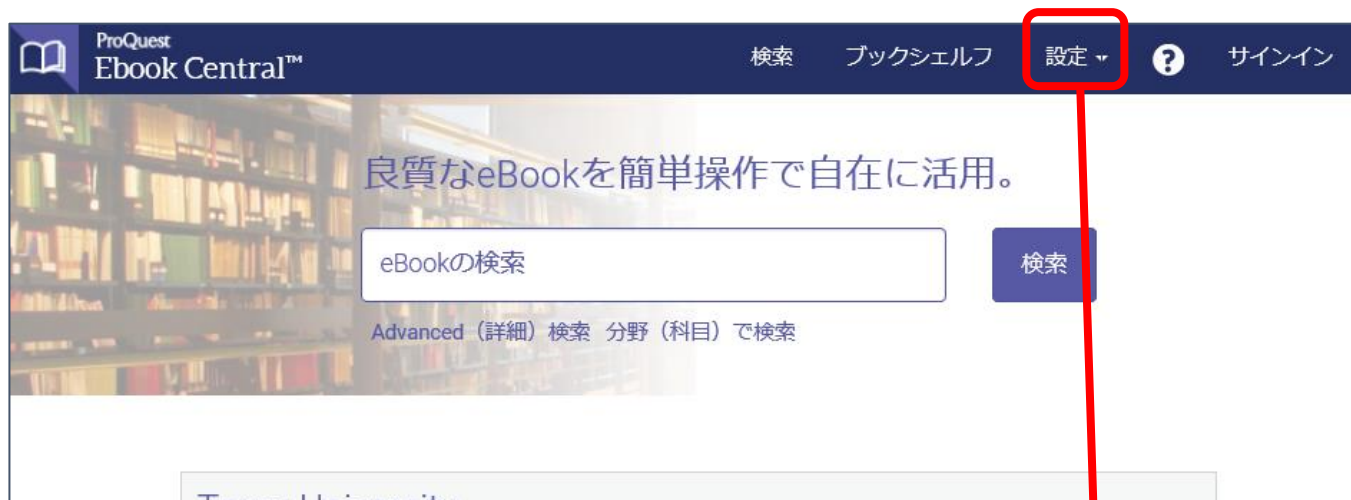 ProQuest
Ebook Central™
検索 ブックシェルフ 設定 ? サインイン
良質なeBookを簡単操作で自在に活用。
eBookの検索 検索
Advanced（詳細）検索 分野（科目）で検索